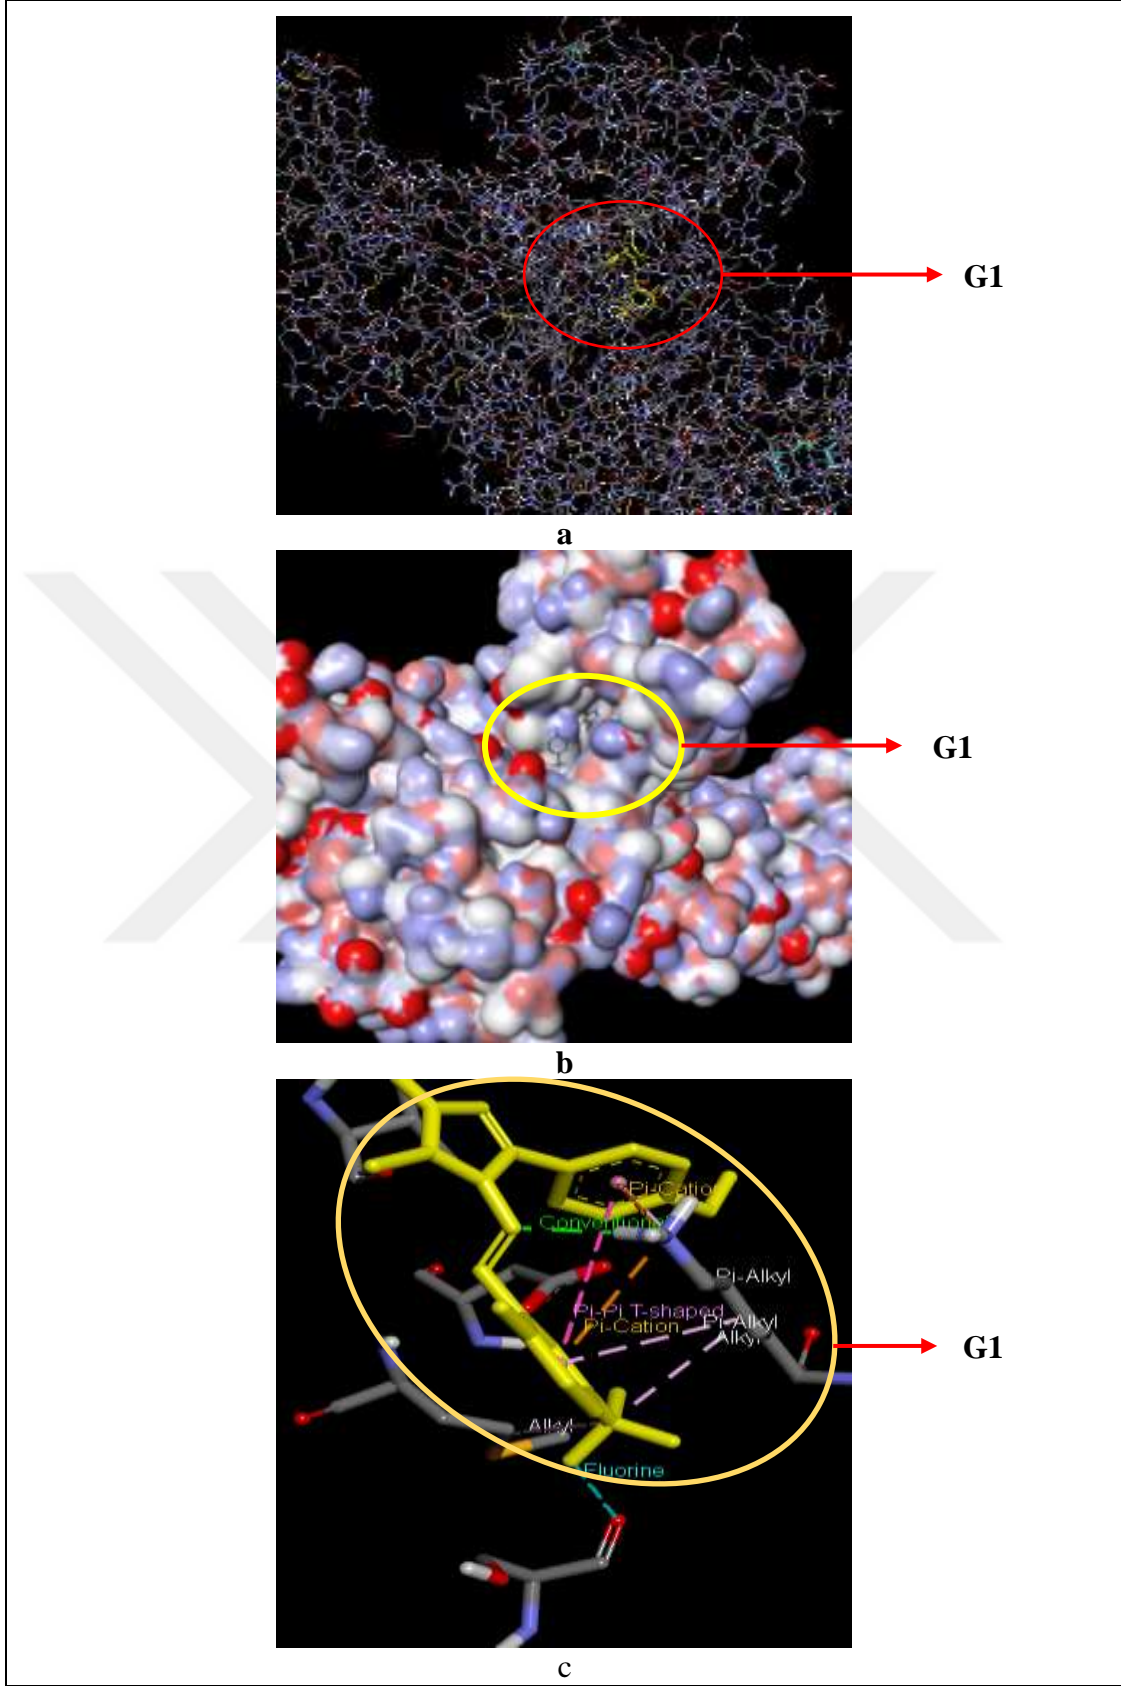 G1
a
G1
b
Pi-Cation
Conventional
Pi-Alkyl
Pi-Pi T-shaped
Pi-Alkyl
Pi-Cation
Alkyl
G1
Alkyl
Fluorine
c